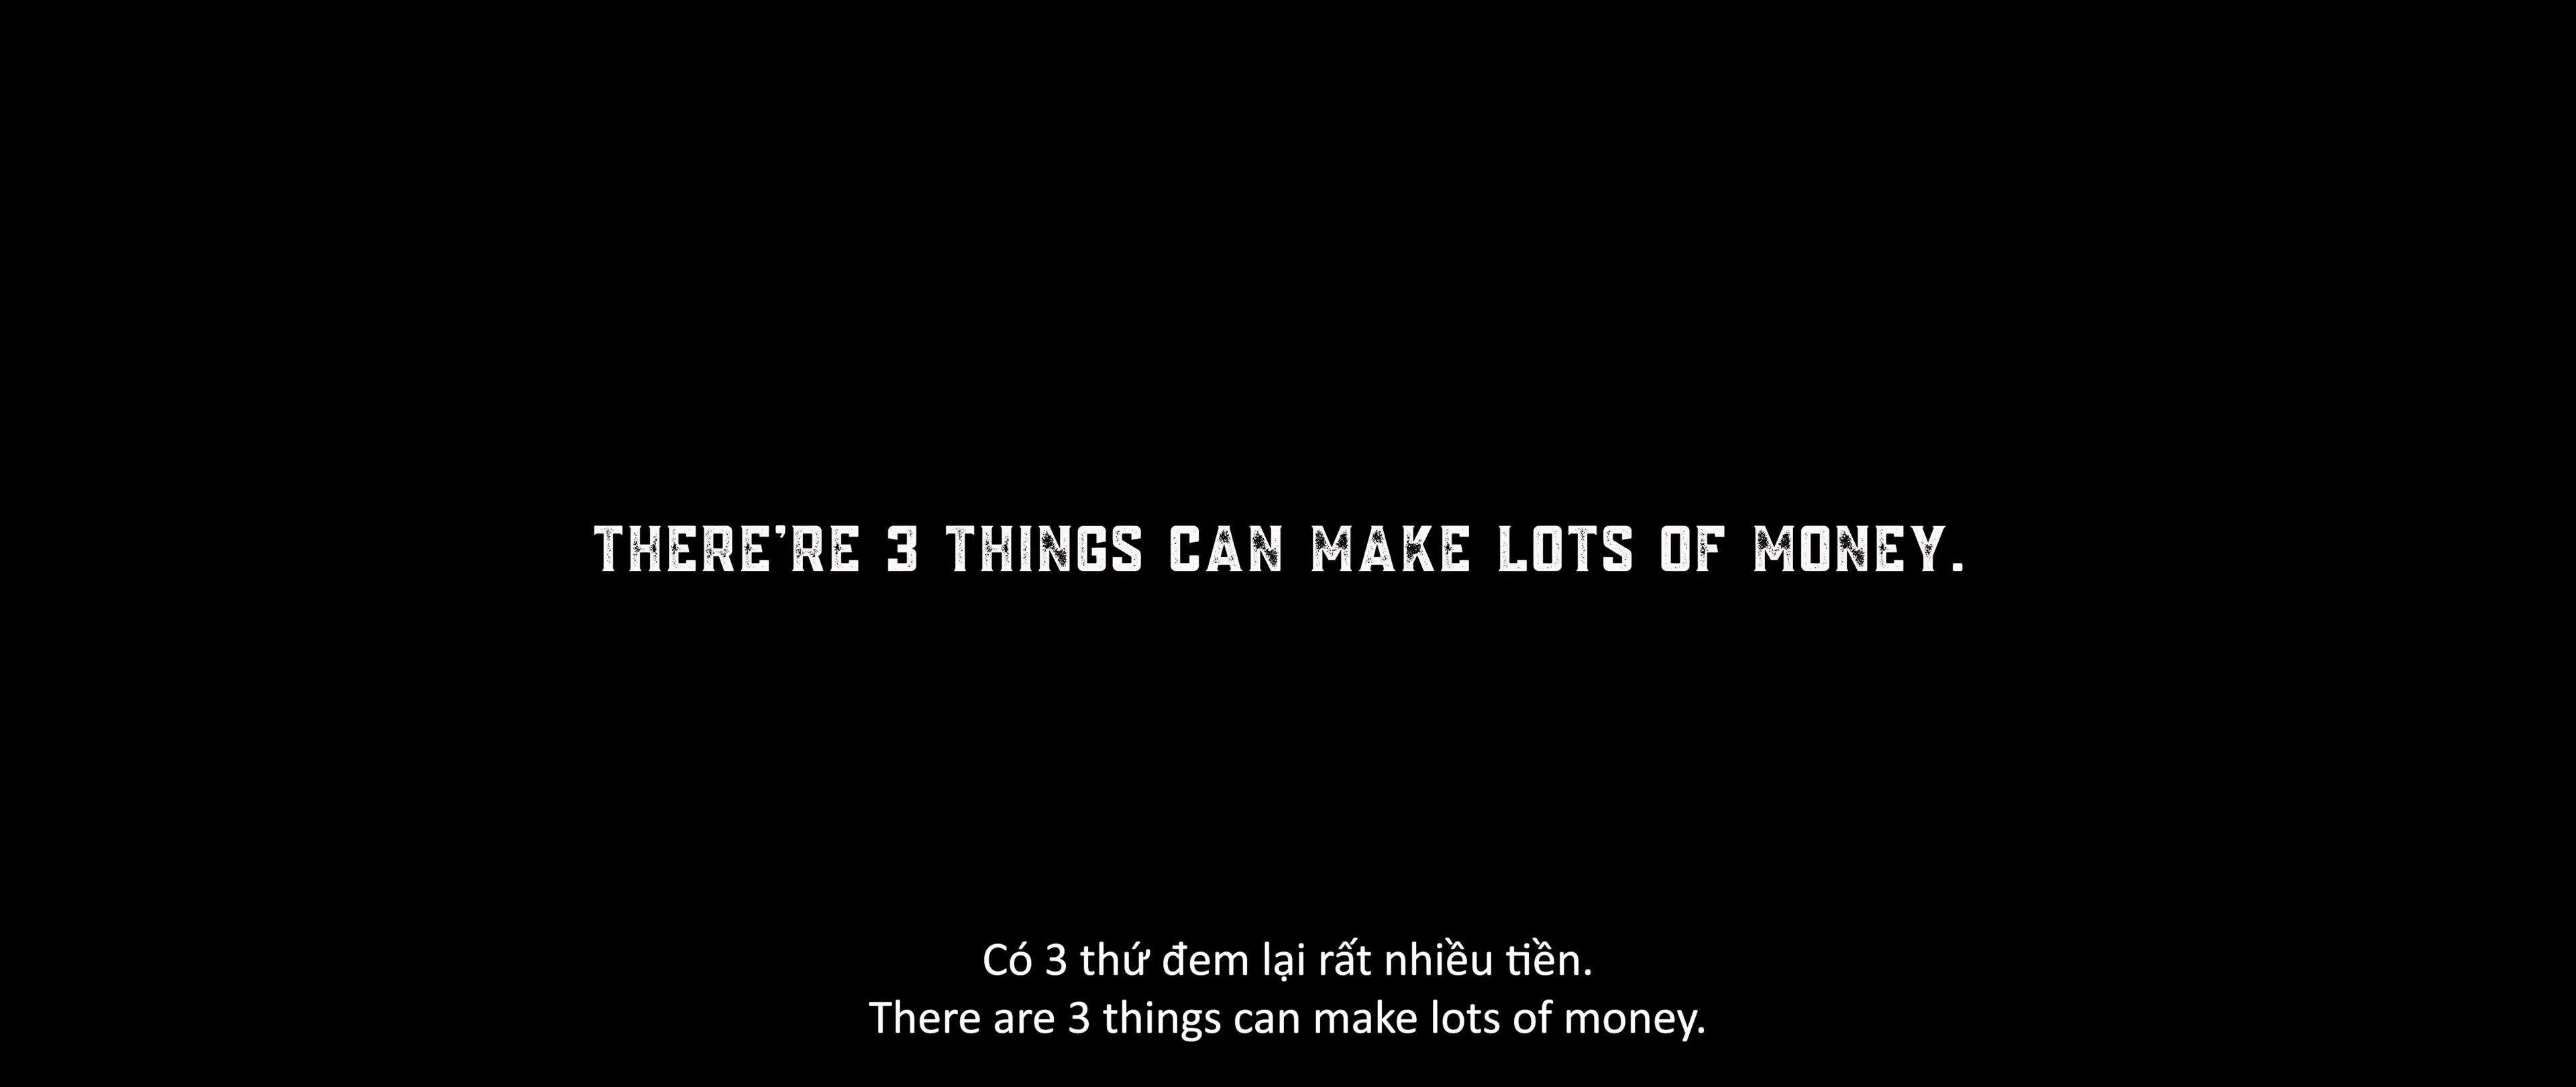 THERE'RE 3 THINGS CAN MAKE LOTS OF MONEY.
Có 3 thứ đem lại rất nhiều tiền.
There are 3 things can make lots of money.